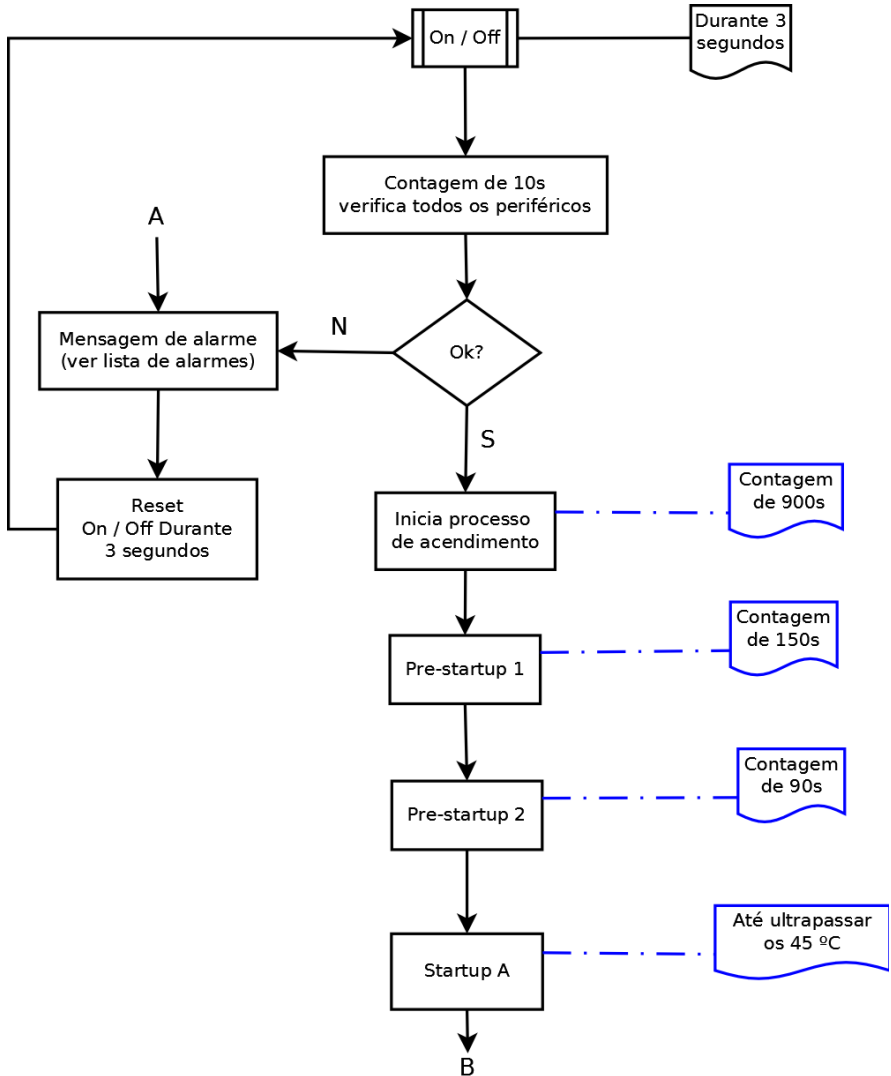 On / Off
Durante 3
segundos
Contagem de 10s
verifica todos os periféricos
A
Mensagem de alarme
(ver lista de alarmes)
N
Ok?
S
Reset
On / Off Durante
3 segundos
Inicia processo
de acendimento
Contagem
de 900s
Pre-startup 1
Contagem
de 150s
Pre-startup 2
Contagem
de 90s
Startup A
Até ultrapassar
os 45 ºC
B